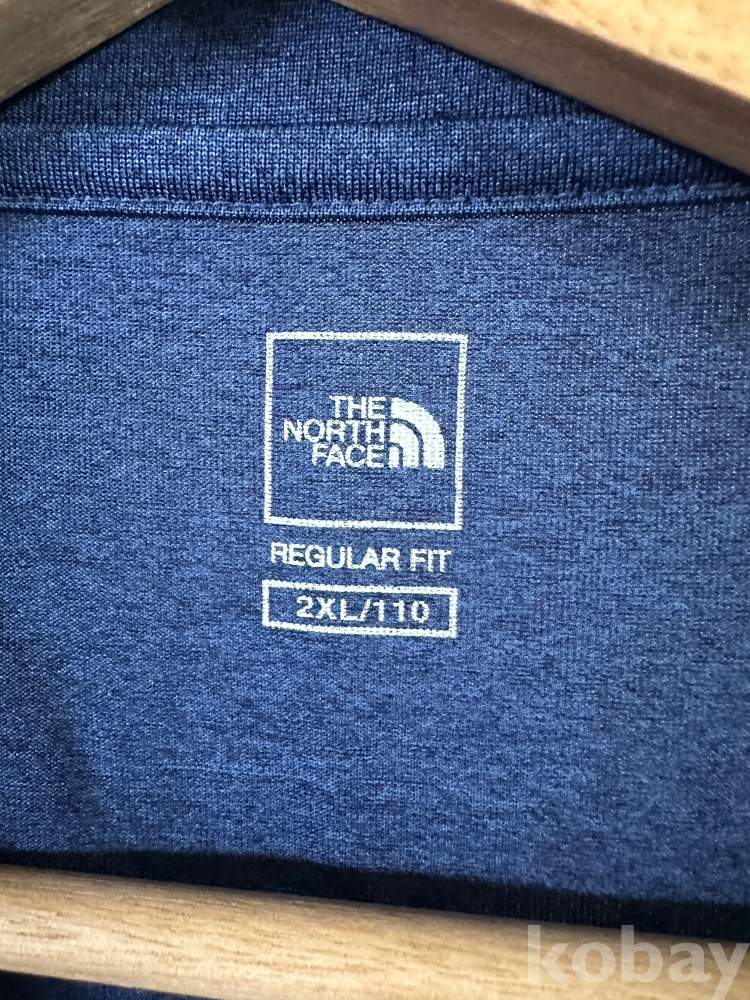 THE
NORTH
FACE
REGULAR FIT
2XL/110
kobay